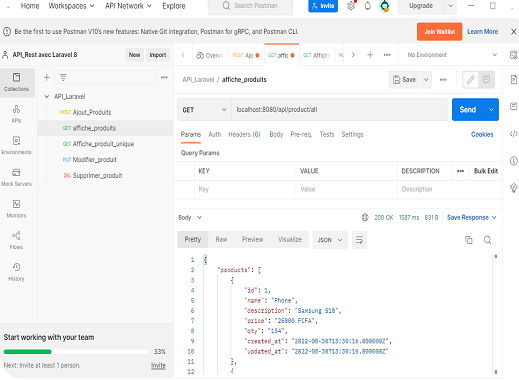 Home Workspaces API Network Explore Search Postman Invite Upgrade
Be the first to use Postman V10's new features: Native Git Integration, Postman for gRPC, and Postman CLI. Join Waitlist Learn More
API_Rest avec Laravel 8 New Import Overvi POST Ajo GET affic GET Affiche PUT Modifie No Environment
Collections
APIs
Environments
Mock Servers
Monitors
Flows
History
API_Laravel
POST Ajout_Produits
GET affiche_produits
GET Affiche_produit_unique
PUT Modifier_produit
DEL Supprimer_produit
API_Laravel / affiche_produits Save
GET localhost:8080/api/product/all Send
Params Auth Headers (6) Body Pre-req. Tests Settings Cookies
Query Params
KEY VALUE DESCRIPTION Bulk Edit
Key Value Description
Body 200 OK 1587 ms 831 B Save Response
Pretty Raw Preview Visualize JSON
1 {
2 "products": [
3 {
4 "id": 1,
5 "name": "Phone",
6 "description": "Samsung S10",
7 "price": "25000 FCFA",
8 "qty": "154",
9 "created_at": "2022-08-30T13:30:16.000000Z",
10 "updated_at": "2022-08-30T13:30:16.000000Z"
11 },
12 {
Start working with your team
33%
Next: Invite at least 1 person. Invite